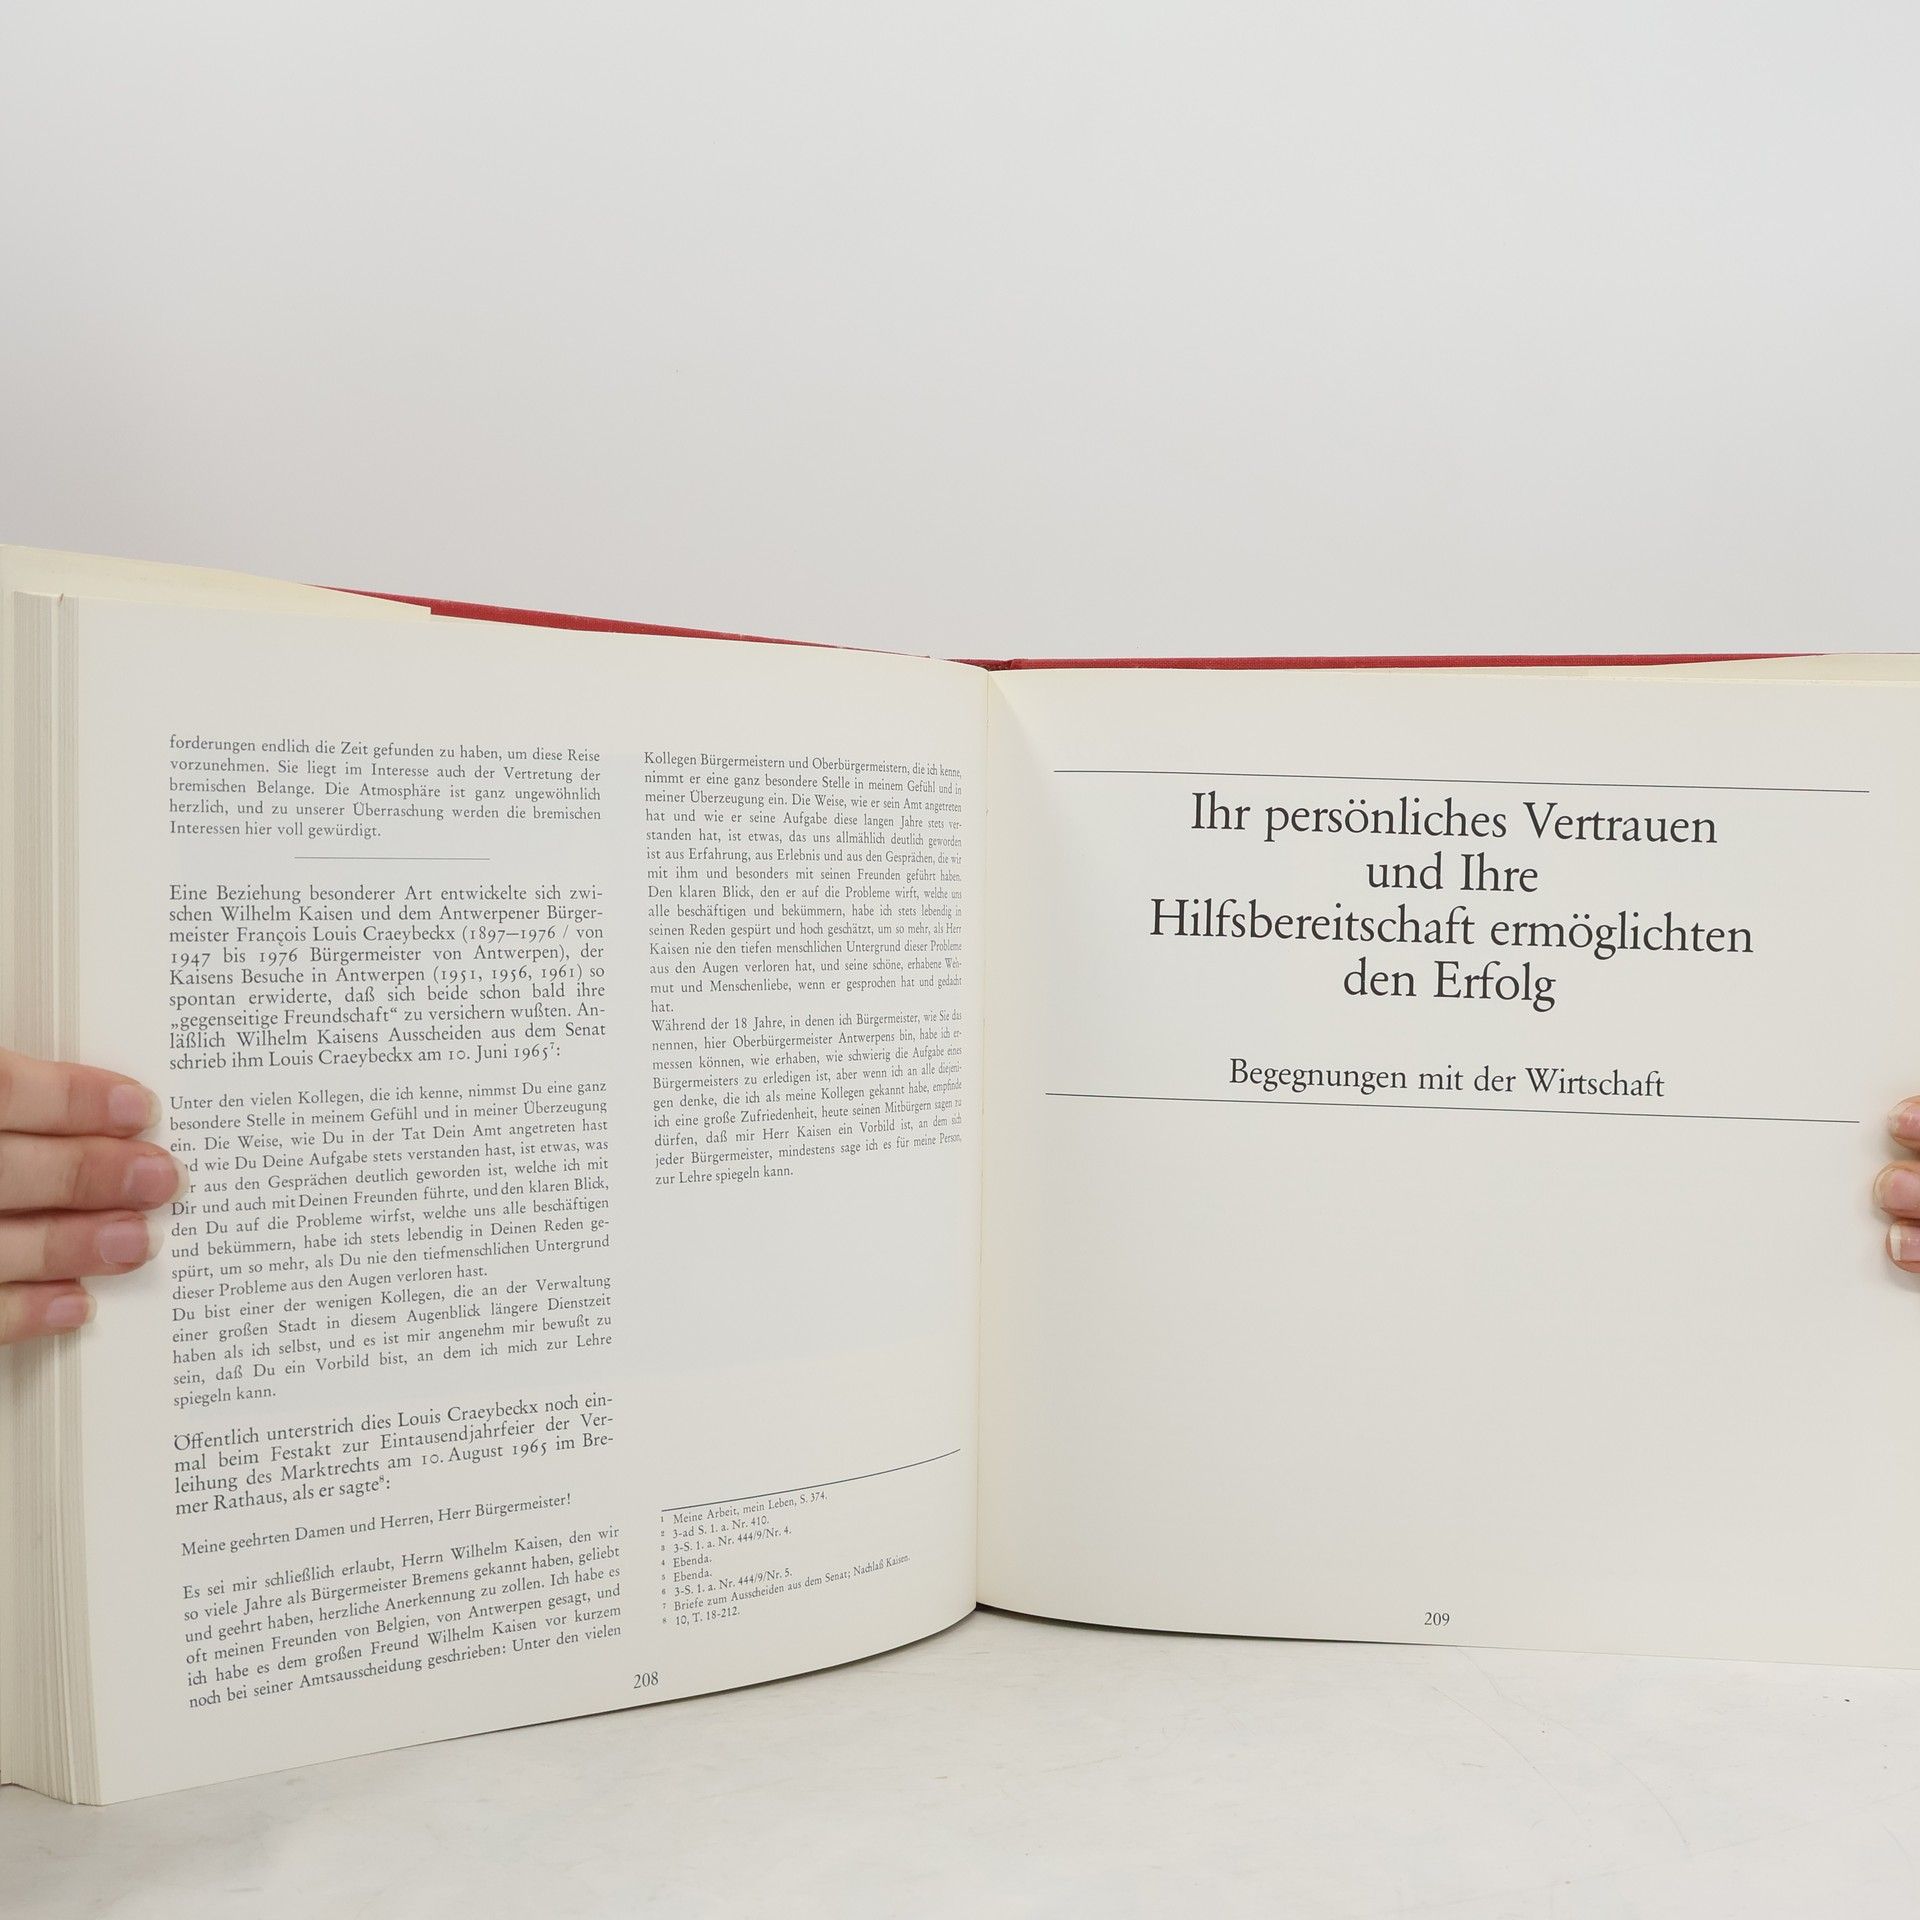 forderungen endlich die Zeit gefunden zu haben, um diese Reise
vorzunehmen. Sie liegt im Interesse auch der Vertretung der
bremischen Belange. Die Atmosphäre ist ganz ungewöhnlich
herzlich, und zu unserer Überraschung werden die bremischen
Interessen hier voll gewürdigt.
Eine Beziehung besonderer Art entwickelte sich zwi-
schen Wilhelm Kaisen und dem Antwerpener Bürger-
meister François Louis Craeybeckx (1897—1976 / von
1947 bis 1976 Bürgermeister von Antwerpen), der
Kaisens Besuche in Antwerpen (1951, 1956, 1961) so
spontan erwiderte, daß sich beide schon bald ihre
„gegenseitige Freundschaft“ zu versichern wußten. An-
läßlich Wilhelm Kaisens Ausscheiden aus dem Senat
schrieb ihm Louis Craeybeckx am 10. Juni 1965⁷:
Unter den vielen Kollegen, die ich kenne, nimmst Du eine ganz
besondere Stelle in meinem Gefühl und in meiner Überzeugung
ein. Die Weise, wie Du in der Tat Dein Amt angetreten hast
wie Du Deine Aufgabe stets verstanden hast, ist etwas, was
aus den Gesprächen deutlich geworden ist, welche ich mit
Dir und auch mit Deinen Freunden führte, und den klaren Blick,
den Du auf die Probleme wirfst, welche uns alle beschäftigen
und bekümmern, habe ich stets lebendig in Deinen Reden ge-
spürt, um so mehr, als Du nie den tiefmenschlichen Untergrund
dieser Probleme aus den Augen verloren hast.
Du bist einer der wenigen Kollegen, die an der Verwaltung
einer großen Stadt in diesem Augenblick längere Dienstzeit
haben als ich selbst, und es ist mir angenehm mir bewußt zu
sein, daß Du ein Vorbild bist, an dem ich mich zur Lehre
spiegeln kann.
Öffentlich unterstrich dies Louis Craeybeckx noch ein-
mal beim Festakt zur Eintausendjahrfeier der Ver-
leihung des Marktrechts am 10. August 1965 im Bre-
mer Rathaus, als er sagte⁸:
Meine geehrten Damen und Herren, Herr Bürgermeister!
Es sei mir schließlich erlaubt, Herrn Wilhelm Kaisen, den wir
so viele Jahre als Bürgermeister Bremens gekannt haben, geliebt
und geehrt haben, herzliche Anerkennung zu zollen. Ich habe es
oft meinen Freunden von Belgien, von Antwerpen gesagt, und
ich habe es dem großen Freund Wilhelm Kaisen vor kurzem
noch bei seiner Amtsausscheidung geschrieben: Unter den vielen
Kollegen Bürgermeistern und Oberbürgermeistern, die ich kenne,
nimmt er eine ganz besondere Stelle in meinem Gefühl und in
meiner Überzeugung ein. Die Weise, wie er sein Amt angetreten
hat und wie er seine Aufgabe diese langen Jahre stets ver-
standen hat, ist etwas, das uns allmählich deutlich geworden
ist aus Erfahrung, aus Erlebnis und aus den Gesprächen, die wir
mit ihm und besonders mit seinen Freunden geführt haben.
Den klaren Blick, den er auf die Probleme wirft, welche uns
alle beschäftigen und bekümmern, habe ich stets lebendig in
seinen Reden gespürt und hoch geschätzt, um so mehr, als Herr
Kaisen nie den tiefen menschlichen Untergrund dieser Probleme
aus den Augen verloren hat, und seine schöne, erhabene Weh-
mut und Menschenliebe, wenn er gesprochen hat und gedacht
hat.
Während der 18 Jahre, in denen ich Bürgermeister, wie Sie das
nennen, hier Oberbürgermeister Antwerpens bin, habe ich er-
messen können, wie erhaben, wie schwierig die Aufgabe eines
Bürgermeisters zu erledigen ist, aber wenn ich an alle diejeni-
gen denke, die ich als meine Kollegen gekannt habe, empfinde
ich eine große Zufriedenheit, heute seinen Mitbürgern sagen zu
dürfen, daß mir Herr Kaisen ein Vorbild ist, an dem sich
jeder Bürgermeister, mindestens sage ich es für meine Person,
zur Lehre spiegeln kann.
1 Meine Arbeit, mein Leben, S. 374.
2 3-ad S. 1. a. Nr. 410.
3 3-S. 1. a. Nr. 444/9/Nr. 4.
4 Ebenda.
5 Ebenda.
6 3-S. 1. a. Nr. 444/9/Nr. 5.
7 Briefe zum Ausscheiden aus dem Senat; Nachlaß Kaisen.
8 10, T. 18-212.
208
Ihr persönliches Vertrauen
und Ihre
Hilfsbereitschaft ermöglichten
den Erfolg
Begegnungen mit der Wirtschaft
209